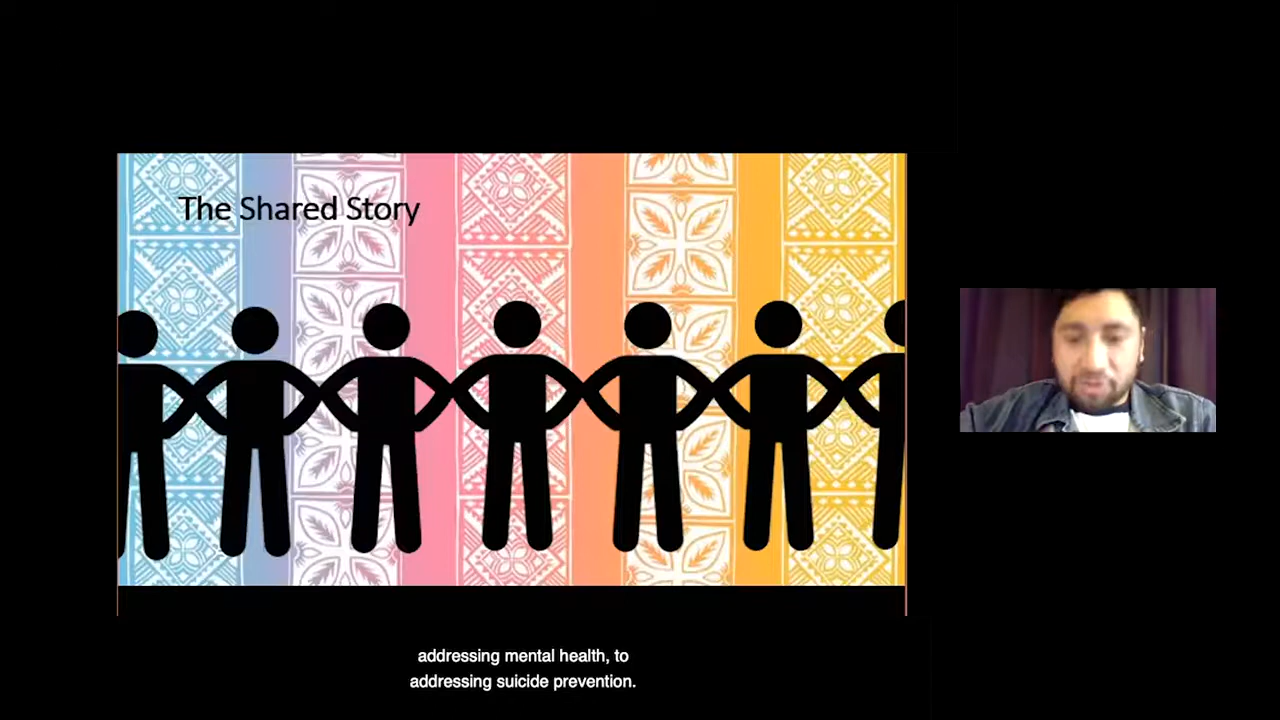 The Shared Story
addressing mental health, to
addressing suicide prevention.